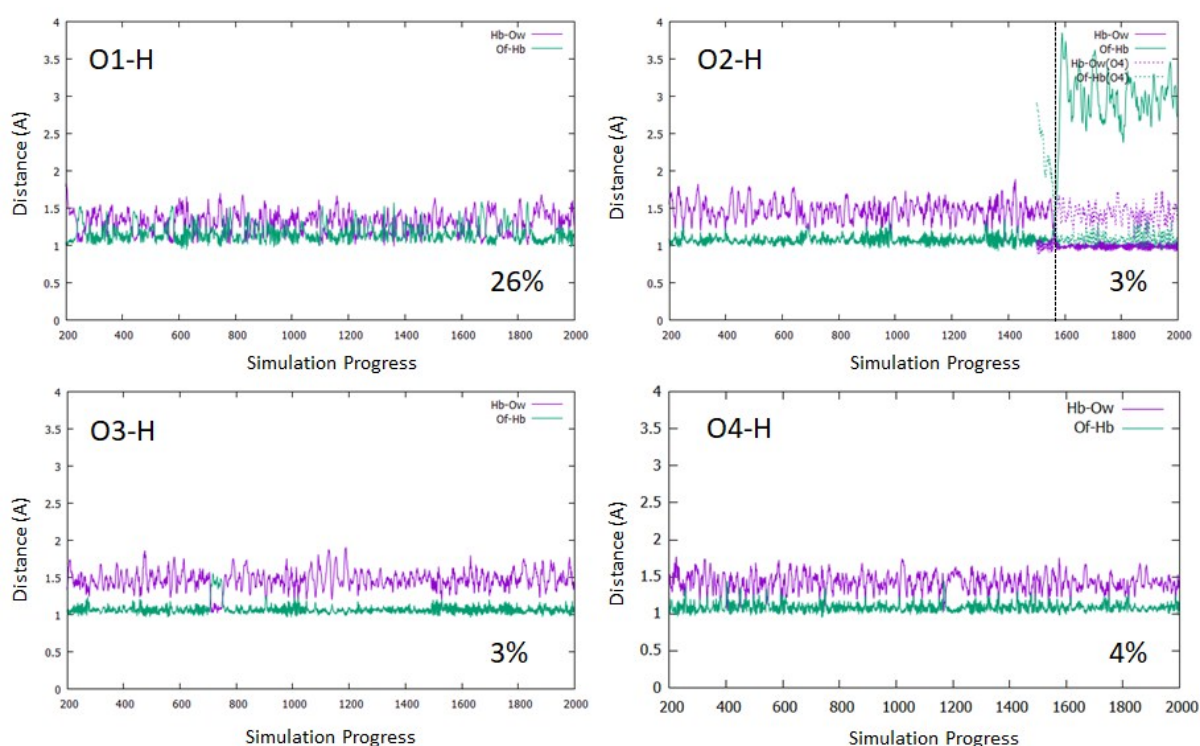 O1-H
Hb-Ow
Of-Hb
Distance (A)
4
3.5
3
2.5
2
1.5
1
0.5
0
26%
200 400 600 800 1000 1200 1400 1600 1800 2000
Simulation Progress
O2-H
Hb-Ow
Of-Hb
Hb-Ow(O4)
Of-Hb(O4)
Distance (A)
4
3.5
3
2.5
2
1.5
1
0.5
0
3%
200 400 600 800 1000 1200 1400 1600 1800 2000
Simulation Progress
O3-H
Hb-Ow
Of-Hb
Distance (A)
4
3.5
3
2.5
2
1.5
1
0.5
0
3%
200 400 600 800 1000 1200 1400 1600 1800 2000
Simulation Progress
O4-H
Hb-Ow
Of-Hb
Distance (A)
4
3.5
3
2.5
2
1.5
1
0.5
0
4%
200 400 600 800 1000 1200 1400 1600 1800 2000
Simulation Progress